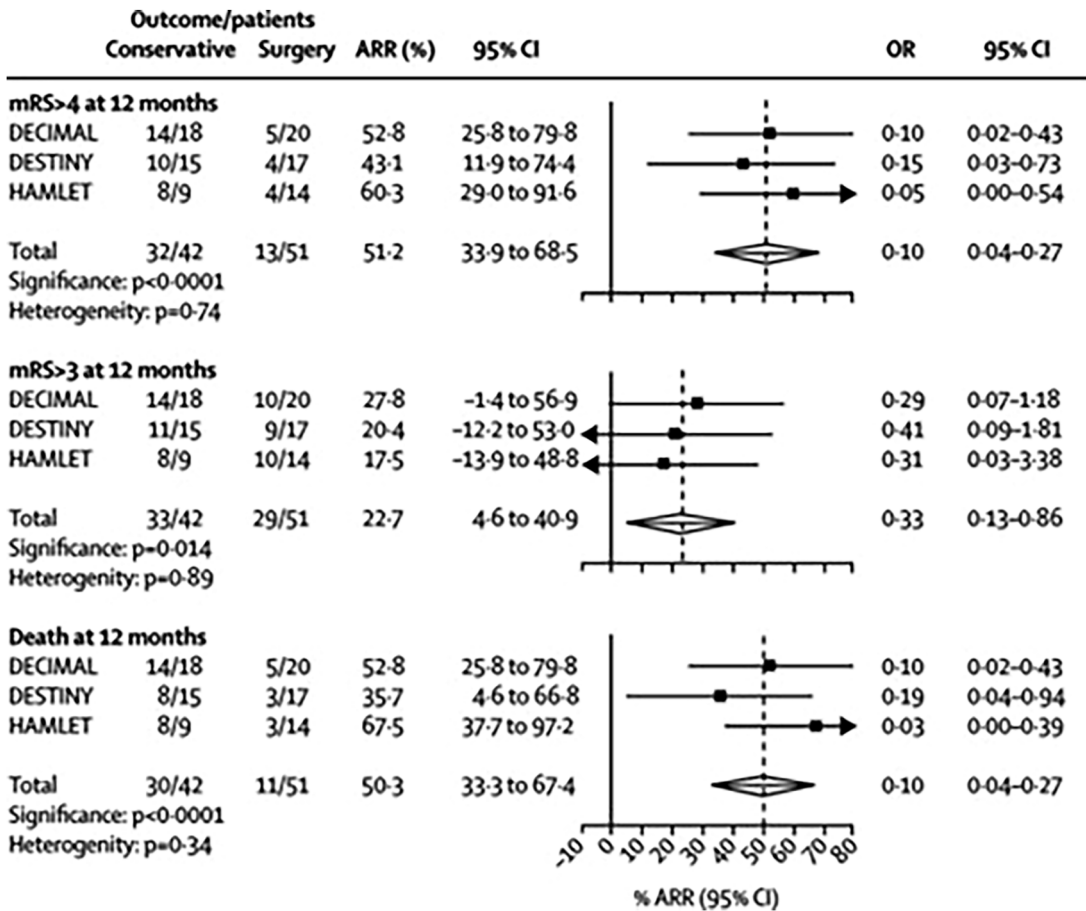 Outcome/patients
Conservative Surgery ARR (%) 95% CI OR 95% CI
mRS>4 at 12 months
DECIMAL 14/18 5/20 52·8 25·8 to 79·8 0·10 0·02–0·43
DESTINY 10/15 4/17 43·1 11·9 to 74·4 0·15 0·03–0·73
HAMLET 8/9 4/14 60·3 29·0 to 91·6 0·05 0·00–0·54
Total 32/42 13/51 51·2 33·9 to 68·5 0·10 0·04–0·27
Significance: p<0·0001
Heterogeneity: p=0·74
mRS>3 at 12 months
DECIMAL 14/18 10/20 27·8 –1·4 to 56·9 0·29 0·07–1·18
DESTINY 11/15 9/17 20·4 –12·2 to 53·0 0·41 0·09–1·81
HAMLET 8/9 10/14 17·5 –13·9 to 48·8 0·31 0·03–3·38
Total 33/42 29/51 22·7 4·6 to 40·9 0·33 0·13–0·86
Significance: p=0·014
Heterogenity: p=0·89
Death at 12 months
DECIMAL 14/18 5/20 52·8 25·8 to 79·8 0·10 0·02–0·43
DESTINY 8/15 3/17 35·7 4·6 to 66·8 0·19 0·04–0·94
HAMLET 8/9 3/14 67·5 37·7 to 97·2 0·03 0·00–0·39
Total 30/42 11/51 50·3 33·3 to 67·4 0·10 0·04–0·27
Significance: p<0·0001
Heterogenity: p=0·34
–10 0 10 20 30 40 50 60 70 80
% ARR (95% CI)